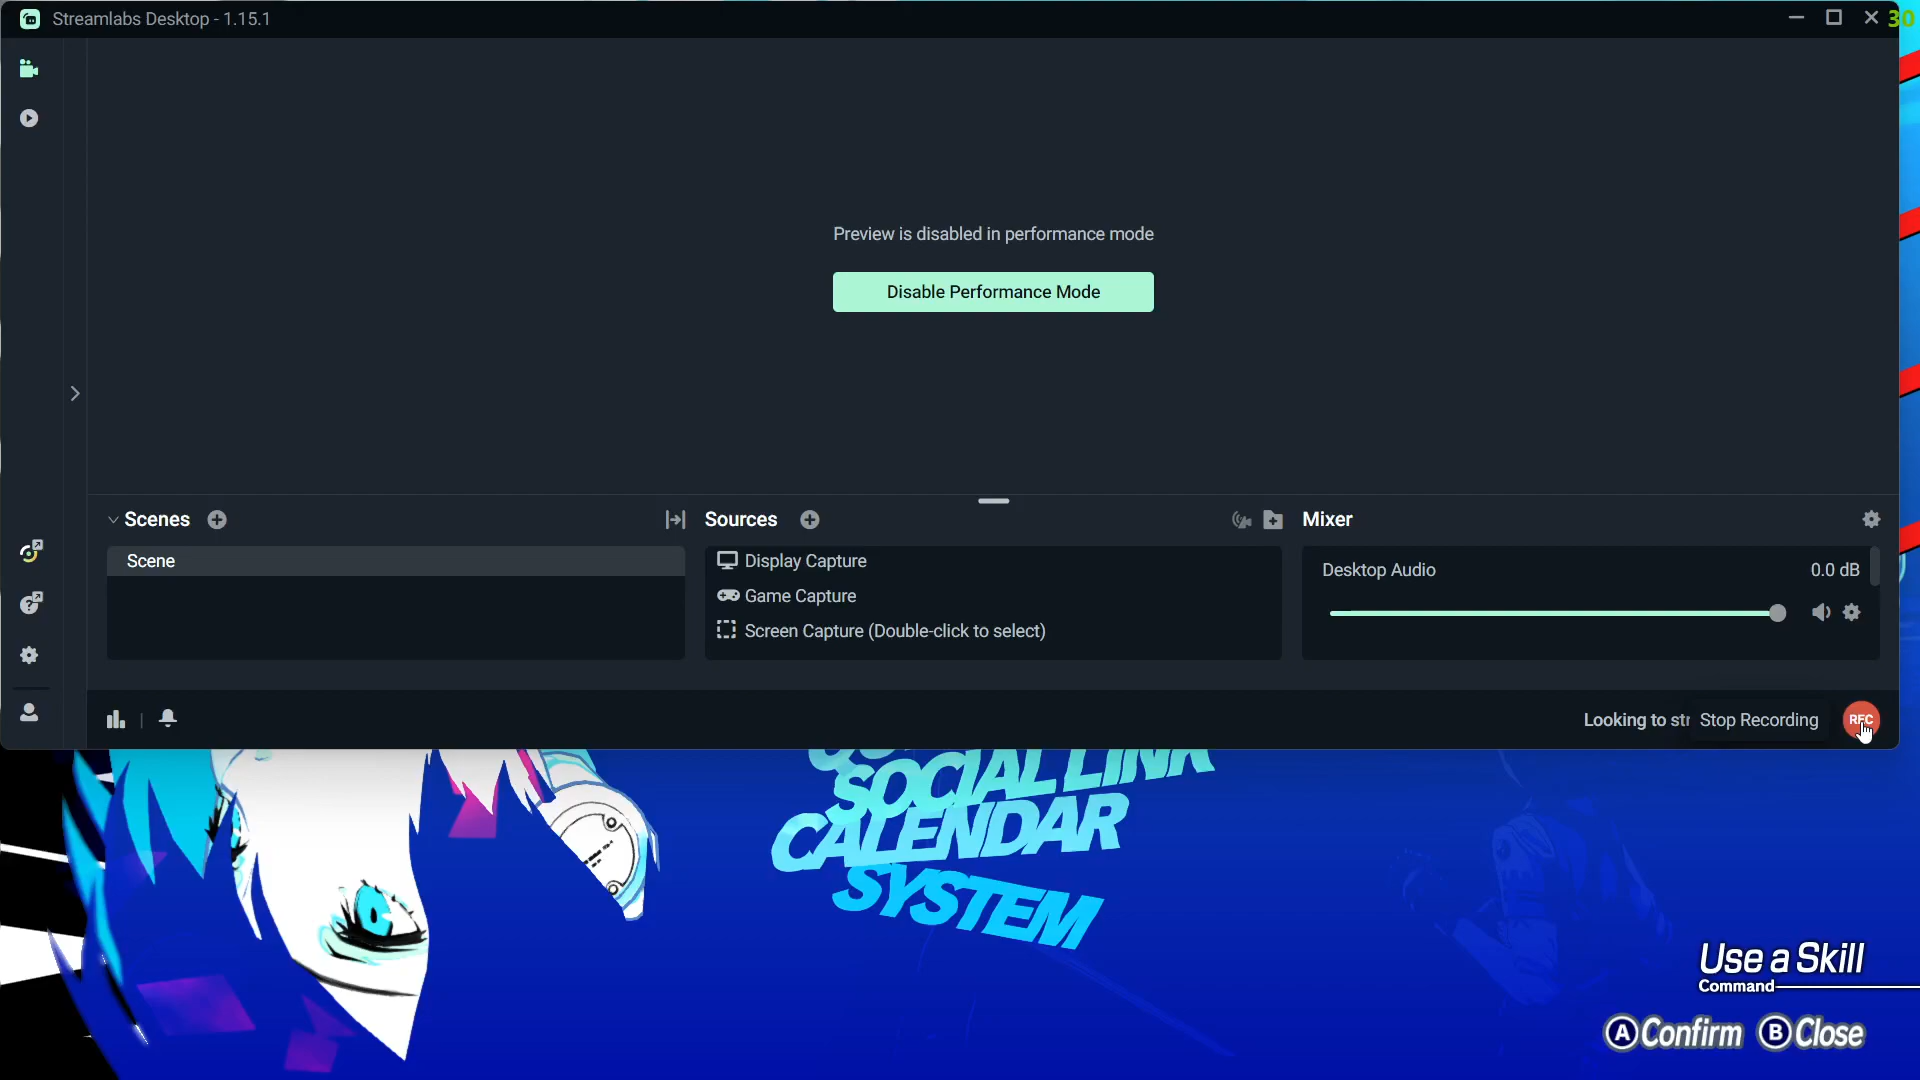 Streamlabs Desktop - 1.15.1
30
Preview is disabled in performance mode
Disable Performance Mode
Scenes
Sources
Mixer
Scene
Display Capture
Game Capture
Screen Capture (Double-click to select)
Desktop Audio
0.0 dB
Looking to str
Stop Recording
REC
SOCIAL LINK
CALENDAR
SYSTEM
Use a Skill
Command
A Confirm B Close